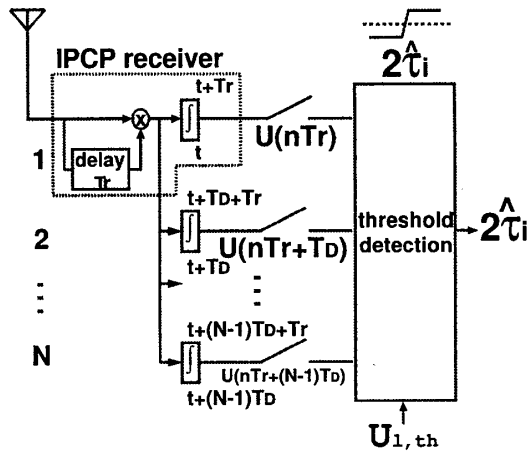 IPCP receiver
2τ̂i
t+Tr
x
∫
U(nTr)
t
1
delay
Tr
t+TD+Tr
2
∫
U(nTr+TD)
t+TD
threshold
detection
2τ̂i
t+(N-1)TD+Tr
N
∫
U(nTr+(N-1)TD)
t+(N-1)TD
U1,th